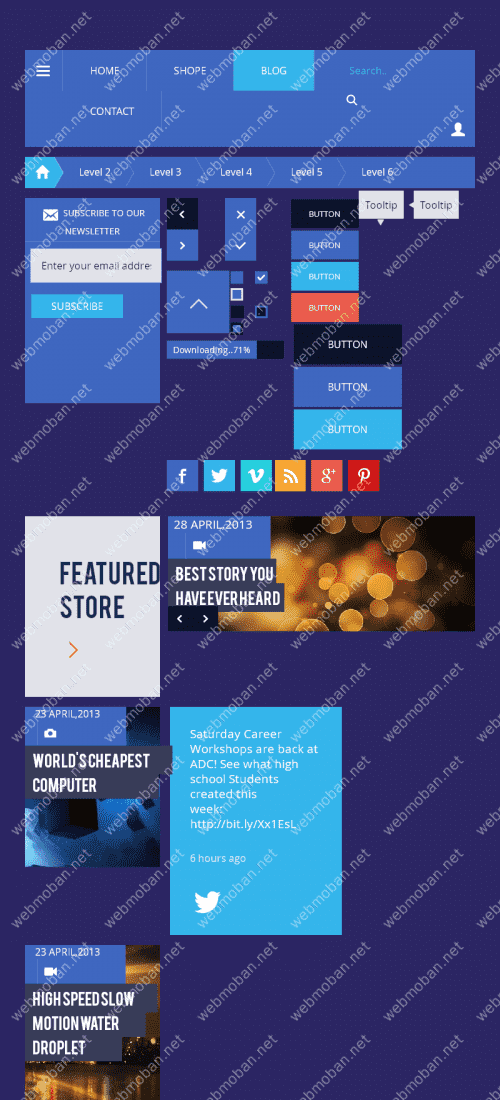 HOME
SHOPE
BLOG
Search..
CONTACT
Level 2
Level 3
Level 4
Level 5
Level 6
SUBSCRIBE TO OUR
NEWSLETTER
Enter your email addres
SUBSCRIBE
Downloading..71%
BUTTON
BUTTON
BUTTON
BUTTON
BUTTON
BUTTON
BUTTON
Tooltip
Tooltip
FEATURED
STORE
28 APRIL,2013
BEST STORY YOU
HAVE EVER HEARD
23 APRIL,2013
WORLD'S CHEAPEST
COMPUTER
Saturday Career
Workshops are back at
ADC! See what high
school Students
created this
week:
http://bit.ly/Xx1EsL
6 hours ago
23 APRIL,2013
HIGH SPEED SLOW
MOTION WATER
DROPLET
webmoban.net